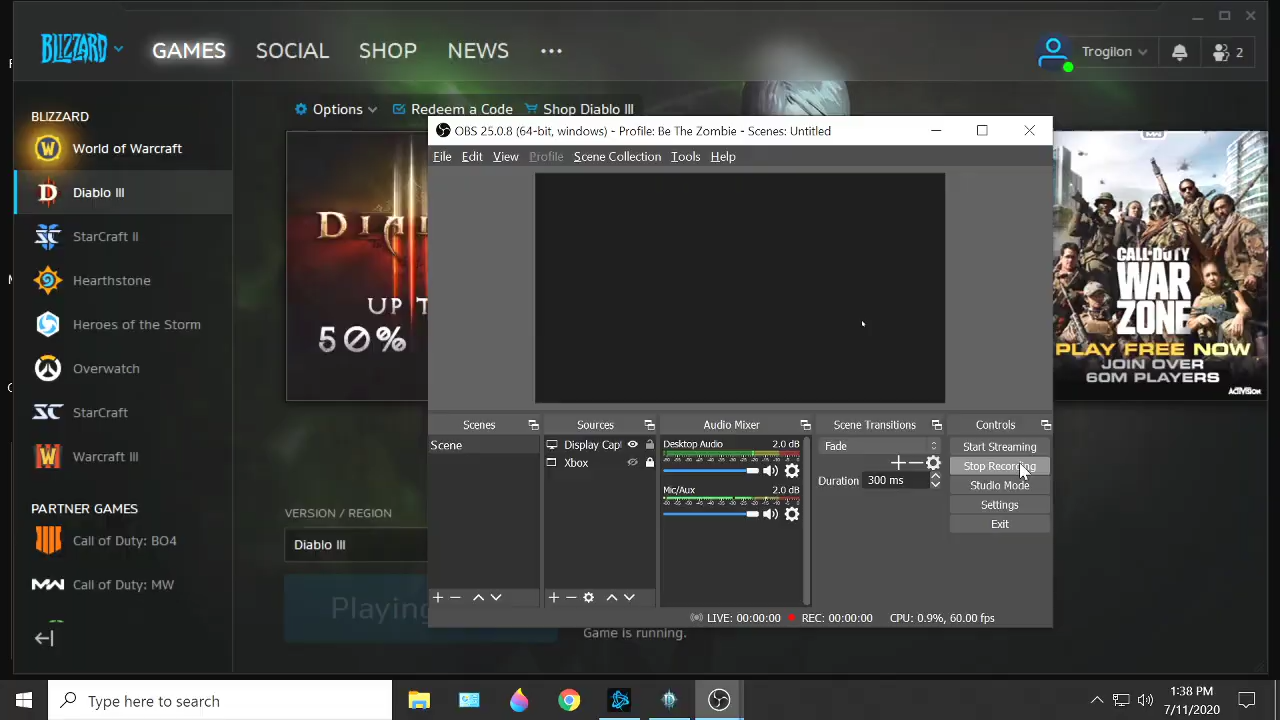 BLIZZARD
GAMES
SOCIAL
SHOP
NEWS
Trogilon
2
BLIZZARD
World of Warcraft
Diablo III
StarCraft II
Hearthstone
Heroes of the Storm
Overwatch
StarCraft
Warcraft III
PARTNER GAMES
Call of Duty: BO4
Call of Duty: MW
Options
Redeem a Code
Shop Diablo III
UP T
50%
VERSION / REGION
Diablo III
Playing
Game is running.
OBS 25.0.8 (64-bit, windows) - Profile: Be The Zombie - Scenes: Untitled
File Edit View Profile Scene Collection Tools Help
Scenes
Scene
Sources
Display Capt
Xbox
Audio Mixer
Desktop Audio 2.0 dB
Mic/Aux 2.0 dB
Scene Transitions
Fade
Duration 300 ms
Controls
Start Streaming
Stop Recording
Studio Mode
Settings
Exit
LIVE: 00:00:00 REC: 00:00:00 CPU: 0.9%, 60.00 fps
CALL OF DUTY
WAR
ZONE
PLAY FREE NOW
JOIN OVER
60M PLAYERS
ACTIVISION
Type here to search
1:38 PM
7/11/2020